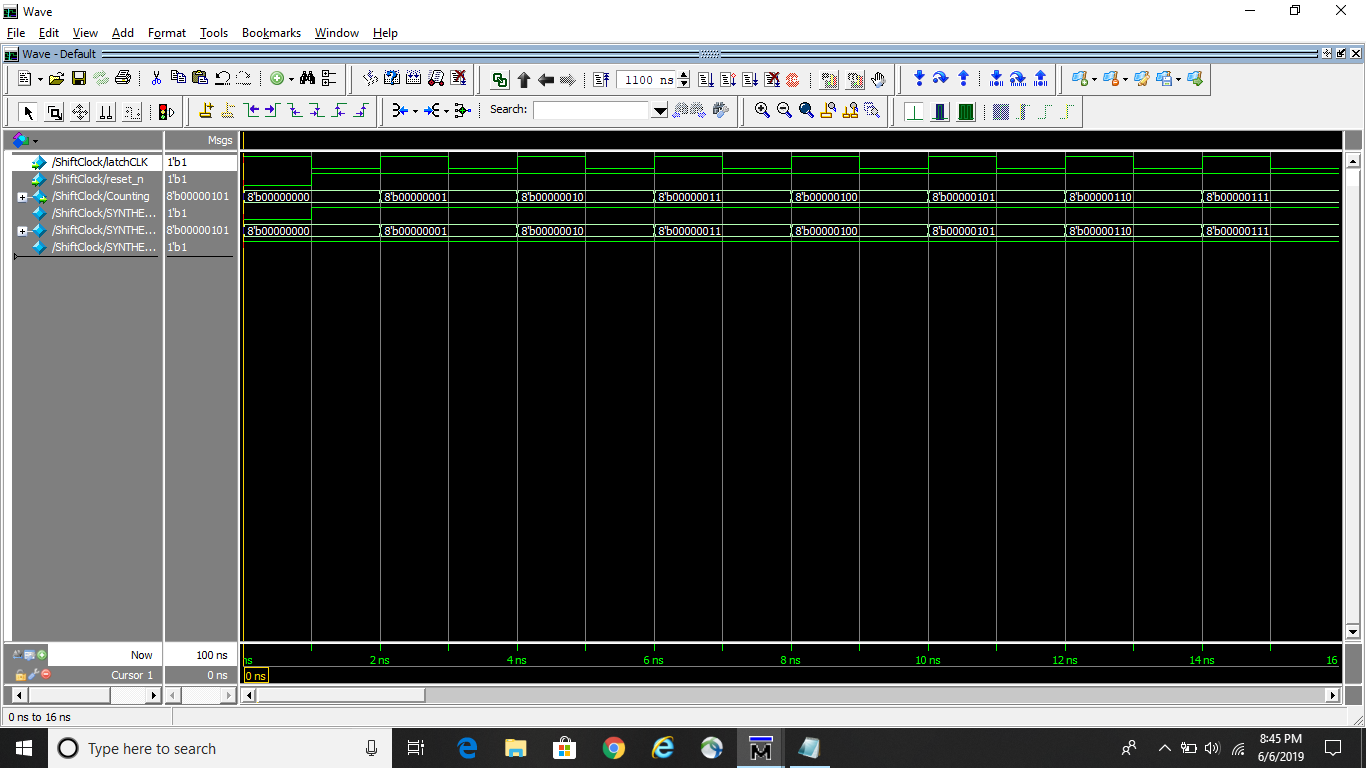 Wave
File Edit View Add Format Tools Bookmarks Window Help
Wave - Default
1100 ns
Search:
Msgs
/ShiftClock/latchCLK 1'b1
/ShiftClock/reset_n 1'b1
/ShiftClock/Counting 8'b00000101 8'b00000000 8'b00000001 8'b00000010 8'b00000011 8'b00000100 8'b00000101 8'b00000110 8'b00000111
/ShiftClock/SYNTHE... 1'b1
/ShiftClock/SYNTHE... 8'b00000101 8'b00000000 8'b00000001 8'b00000010 8'b00000011 8'b00000100 8'b00000101 8'b00000110 8'b00000111
/ShiftClock/SYNTHE... 1'b1
Now 100 ns ns 2 ns 4 ns 6 ns 8 ns 10 ns 12 ns 14 ns 16
Cursor 1 0 ns 0 ns
0 ns to 16 ns
Type here to search
8:45 PM
6/6/2019